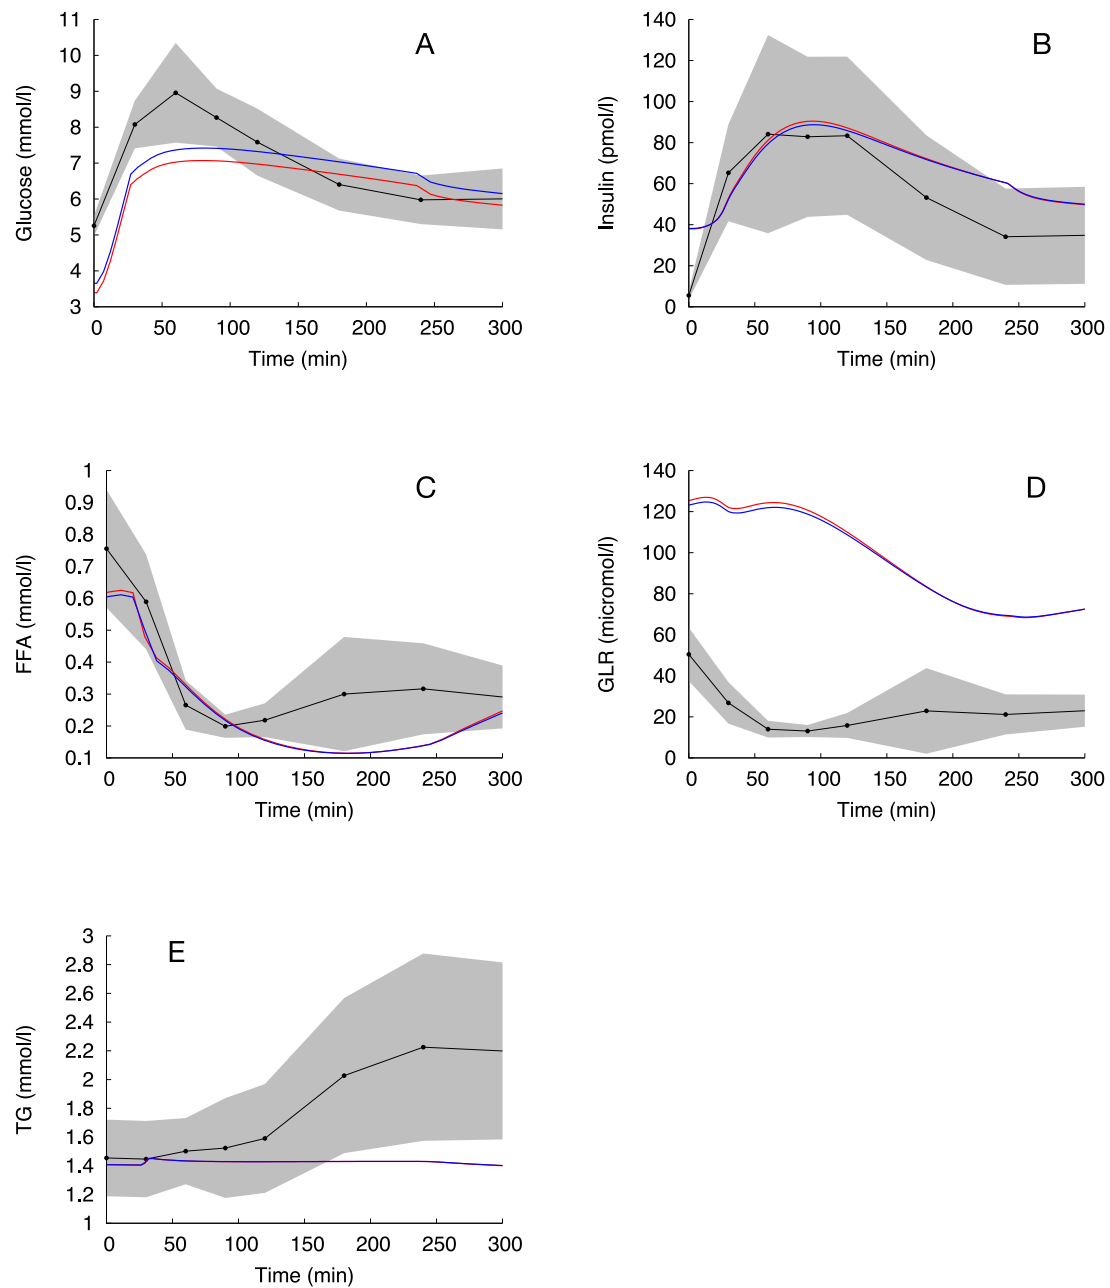 A
Glucose (mmol/l)
11
10
9
8
7
6
5
4
3
0 50 100 150 200 250 300
Time (min)
B
Insulin (pmol/l)
140
120
100
80
60
40
20
0
0 50 100 150 200 250 300
Time (min)
C
FFA (mmol/l)
1
0.9
0.8
0.7
0.6
0.5
0.4
0.3
0.2
0.1
0 50 100 150 200 250 300
Time (min)
D
GLR (micromol/l)
140
120
100
80
60
40
20
0
0 50 100 150 200 250 300
Time (min)
E
TG (mmol/l)
3
2.8
2.6
2.4
2.2
2
1.8
1.6
1.4
1.2
1
0 50 100 150 200 250 300
Time (min)